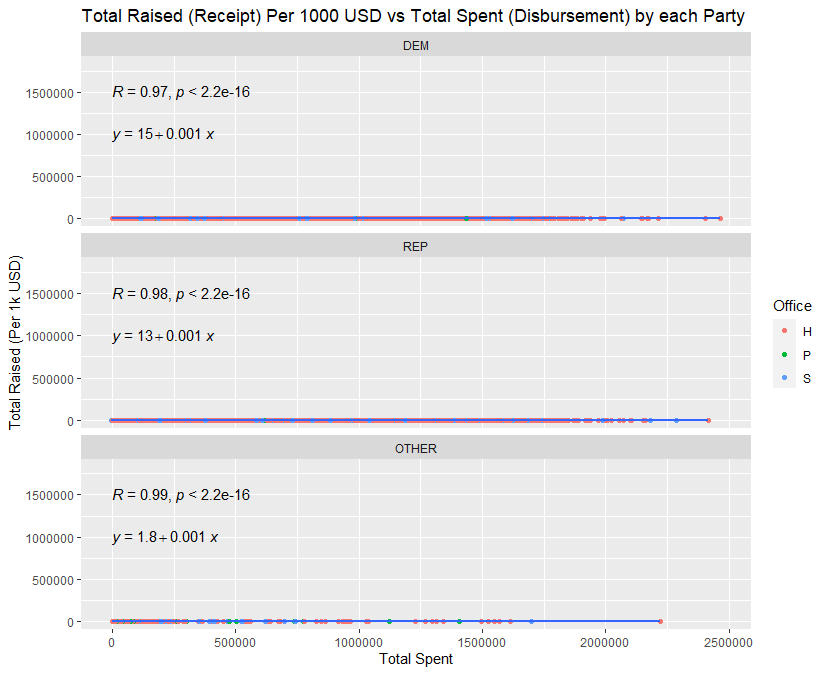 Total Raised (Receipt) Per 1000 USD vs Total Spent (Disbursement) by each Party
DEM
R = 0.97, p < 2.2e-16
y = 15 + 0.001 x
1500000
1000000
500000
0
REP
R = 0.98, p < 2.2e-16
y = 13 + 0.001 x
1500000
1000000
500000
0
OTHER
R = 0.99, p < 2.2e-16
y = 1.8 + 0.001 x
1500000
1000000
500000
0
Total Raised (Per 1k USD)
0 500000 1000000 1500000 2000000 2500000
Total Spent
Office
H
P
S